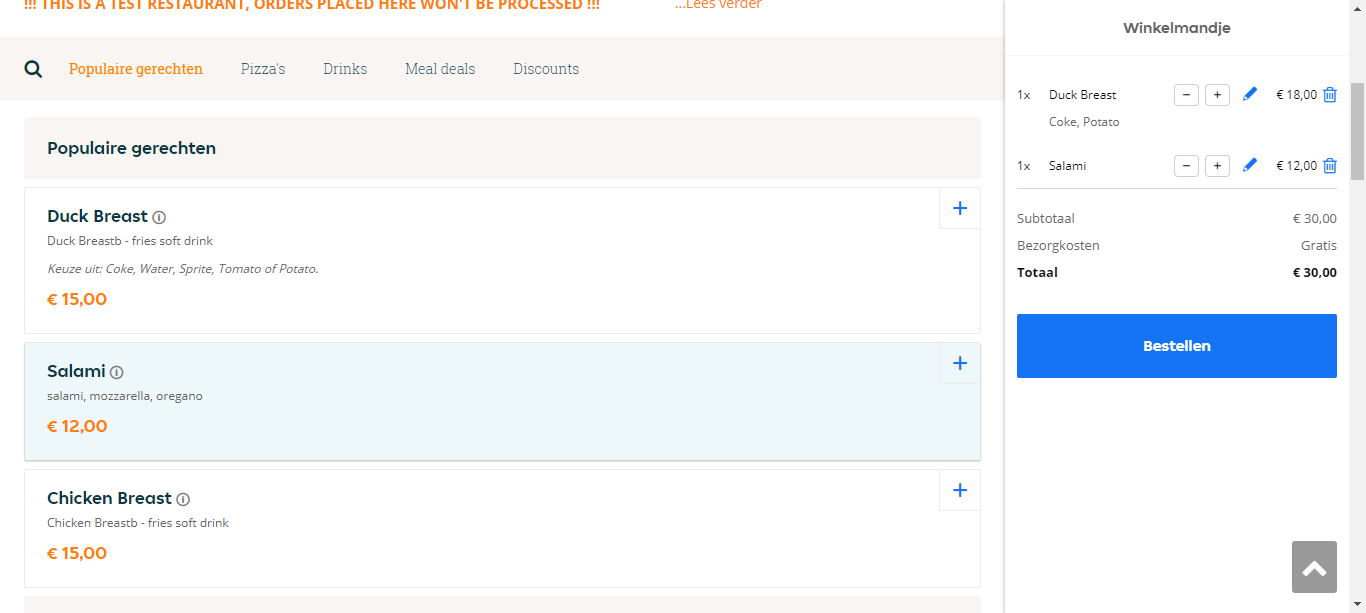 !!! THIS IS A TEST RESTAURANT, ORDERS PLACED HERE WON'T BE PROCESSED !!!
...Lees verder
Populaire gerechten
Pizza's
Drinks
Meal deals
Discounts
Populaire gerechten
Duck Breast
Duck Breastb - fries soft drink
Keuze uit: Coke, Water, Sprite, Tomato of Potato.
€ 15,00
Salami
salami, mozzarella, oregano
€ 12,00
Chicken Breast
Chicken Breastb - fries soft drink
€ 15,00
Winkelmandje
1x Duck Breast € 18,00
Coke, Potato
1x Salami € 12,00
Subtotaal € 30,00
Bezorgkosten Gratis
Totaal € 30,00
Bestellen